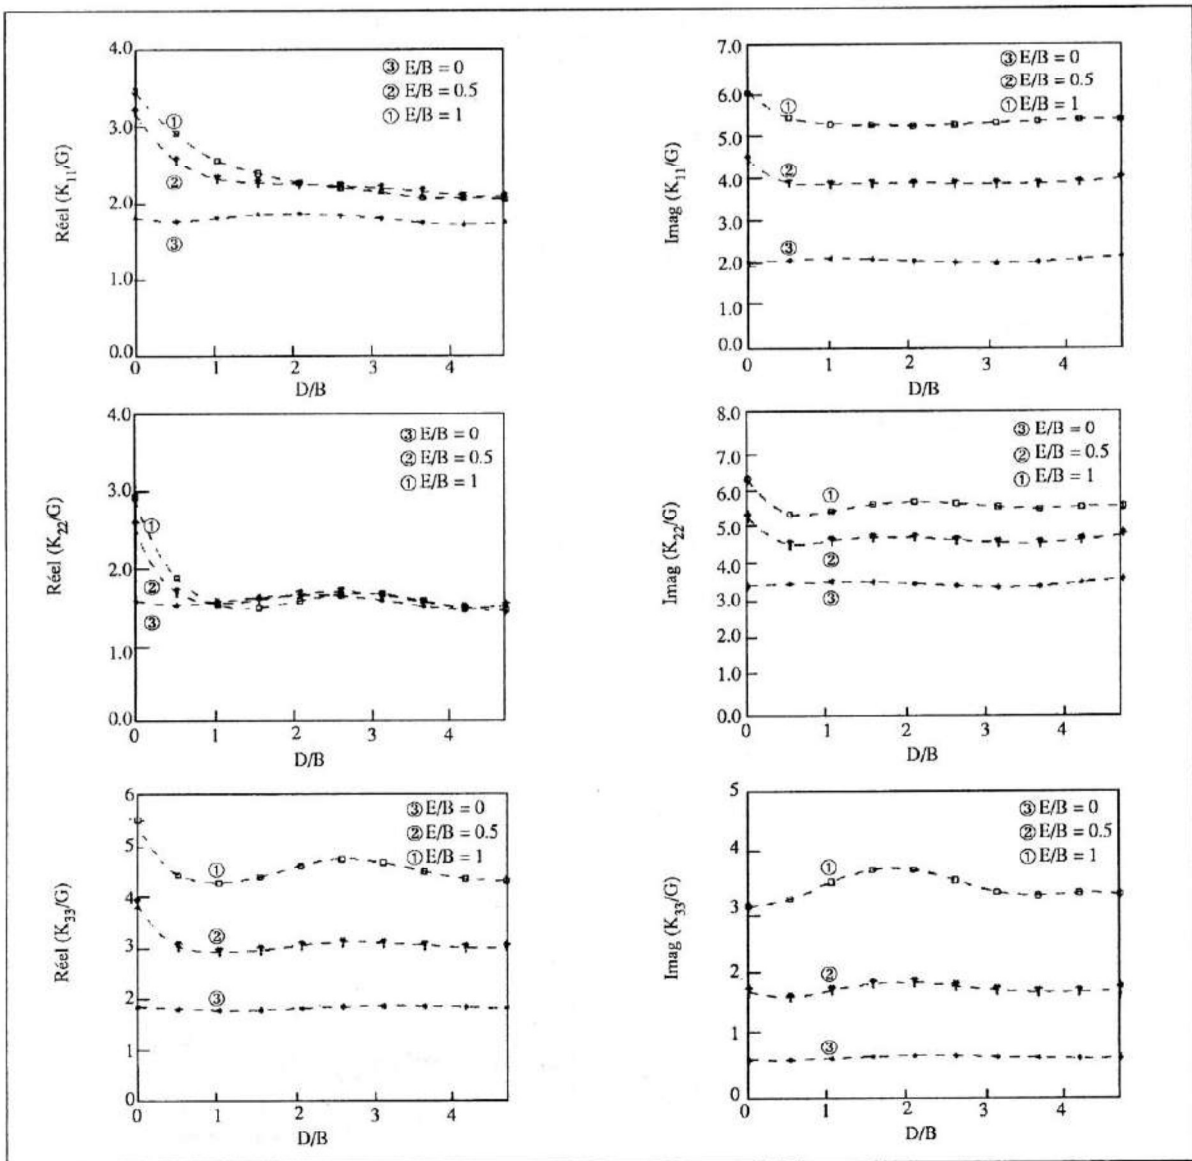 4.0
3.0
2.0
1.0
0.0
Réel (K₁₁/G)
③ E/B = 0
② E/B = 0.5
① E/B = 1
①
②
③
0 1 2 3 4
D/B
7.0
6.0
5.0
4.0
3.0
2.0
1.0
0.0
Imag (K₁₁/G)
③ E/B = 0
② E/B = 0.5
① E/B = 1
①
②
③
0 1 2 3 4
D/B
4.0
3.0
2.0
1.0
0.0
Réel (K₂₂/G)
③ E/B = 0
② E/B = 0.5
① E/B = 1
①
②
③
0 1 2 3 4
D/B
8.0
7.0
6.0
5.0
4.0
3.0
2.0
1.0
0.0
Imag (K₂₂/G)
③ E/B = 0
② E/B = 0.5
① E/B = 1
①
②
③
0 1 2 3 4
D/B
6
5
4
3
2
1
0
Réel (K₃₃/G)
③ E/B = 0
② E/B = 0.5
① E/B = 1
①
②
③
0 1 2 3 4
D/B
5
4
3
2
1
0
Imag (K₃₃/G)
③ E/B = 0
② E/B = 0.5
① E/B = 1
①
②
③
0 1 2 3 4
D/B